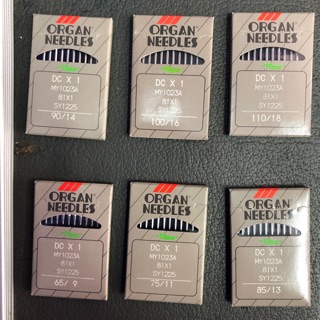 ORGAN
NEEDLES
DC X 1
MY1023A
81X1
SY1225
90/14
ORGAN
NEEDLES
DC X 1
MY1023A
81X1
SY1225
100/16
ORGAN
NEEDLES
DC X 1
MY1023A
81X1
SY1225
110/18
ORGAN
NEEDLES
DC X 1
MY1023A
81X1
SY1225
65/ 9
ORGAN
NEEDLES
DC X 1
MY1023A
81X1
SY1225
75/11
ORGAN
NEEDLES
DC X 1
MY1023A
81X1
SY1225
85/13